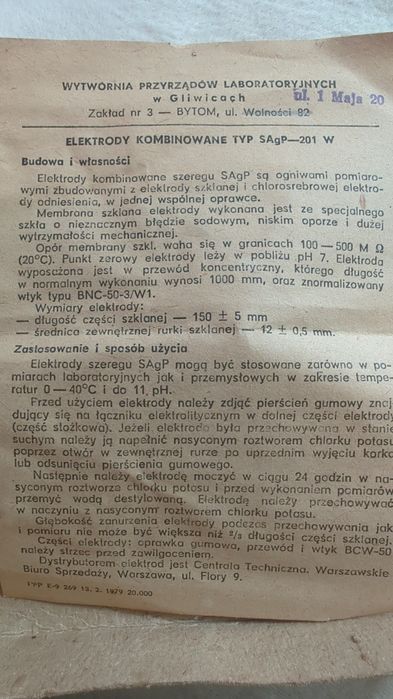 WYTWÓRNIA PRZYRZĄDÓW LABORATORYJNYCH
w Gliwicach ul. 1 Maja 20
Zakład nr 3 — BYTOM, ul. Wolności 82
ELEKTRODY KOMBINOWANE TYP SAgP—201 W
Budowa i własności
Elektrody kombinowane szeregu SAgP są ogniwami pomiaro-
wymi zbudowanymi z elektrody szklanej i chlorosrebrowej elektro-
dy odniesienia, w jednej wspólnej oprawce.
Membrana szklana elektrody wykonana jest ze specjalnego
szkła o nieznacznym błędzie sodowym, niskim oporze i dużej
wytrzymałości mechanicznej.
Opór membrany szkl. waha się w granicach 100—500 M Ω
(20°C). Punkt zerowy elektrody leży w pobliżu pH 7. Elektroda
wyposażona jest w przewód koncentryczny, którego długość
w normalnym wykonaniu wynosi 1000 mm, oraz znormalizowany
wtyk typu BNC-50-3/W1.
Wymiary elektrody:
— długość części szklanej — 150 ± 5 mm
— średnica zewnętrznej rurki szklanej — 12 ± 0,5 mm.
Zastosowanie i sposób użycia
Elektrody szeregu SAgP mogą być stosowane zarówno w po-
miarach laboratoryjnych jak i przemysłowych w zakresie tempe-
ratur 0—40°C i do 11 pH.
Przed użyciem elektrody należy zdjąć pierścień gumowy znaj
dujący się na łączniku elektrolitycznym w dolnej części elektrody
(część stożkowa). Jeżeli elektroda była przechowywana w stanie
suchym należy ją napełnić nasyconym roztworem chlorku potasu
poprzez otwór w zewnętrznej rurze po uprzednim wyjęciu korka
lub odsunięciu pierścienia gumowego.
Następnie należy elektrodę moczyć w ciągu 24 godzin w na-
syconym roztworze chlorku potasu i przed wykonaniem pomiarów
przemyć wodą destylowaną. Elektrodę należy przechowywać
w naczyniu z nasyconym roztworem chlorku potasu.
Głębokość zanurzenia elektrody podczas przechowywania jak
i pomiaru nie może być większa niż ²/₃ długości części szklanej.
Części elektrody: oprawka gumowa, przewód i wtyk BCW-50
należy strzec przed zawilgoceniem.
Dystrybutorem elektrod jest Centrala Techniczna. Warszawskie
Biuro Sprzedaży, Warszawa, ul. Flory 9.
E-9 269 13. 2. 1979 20.000